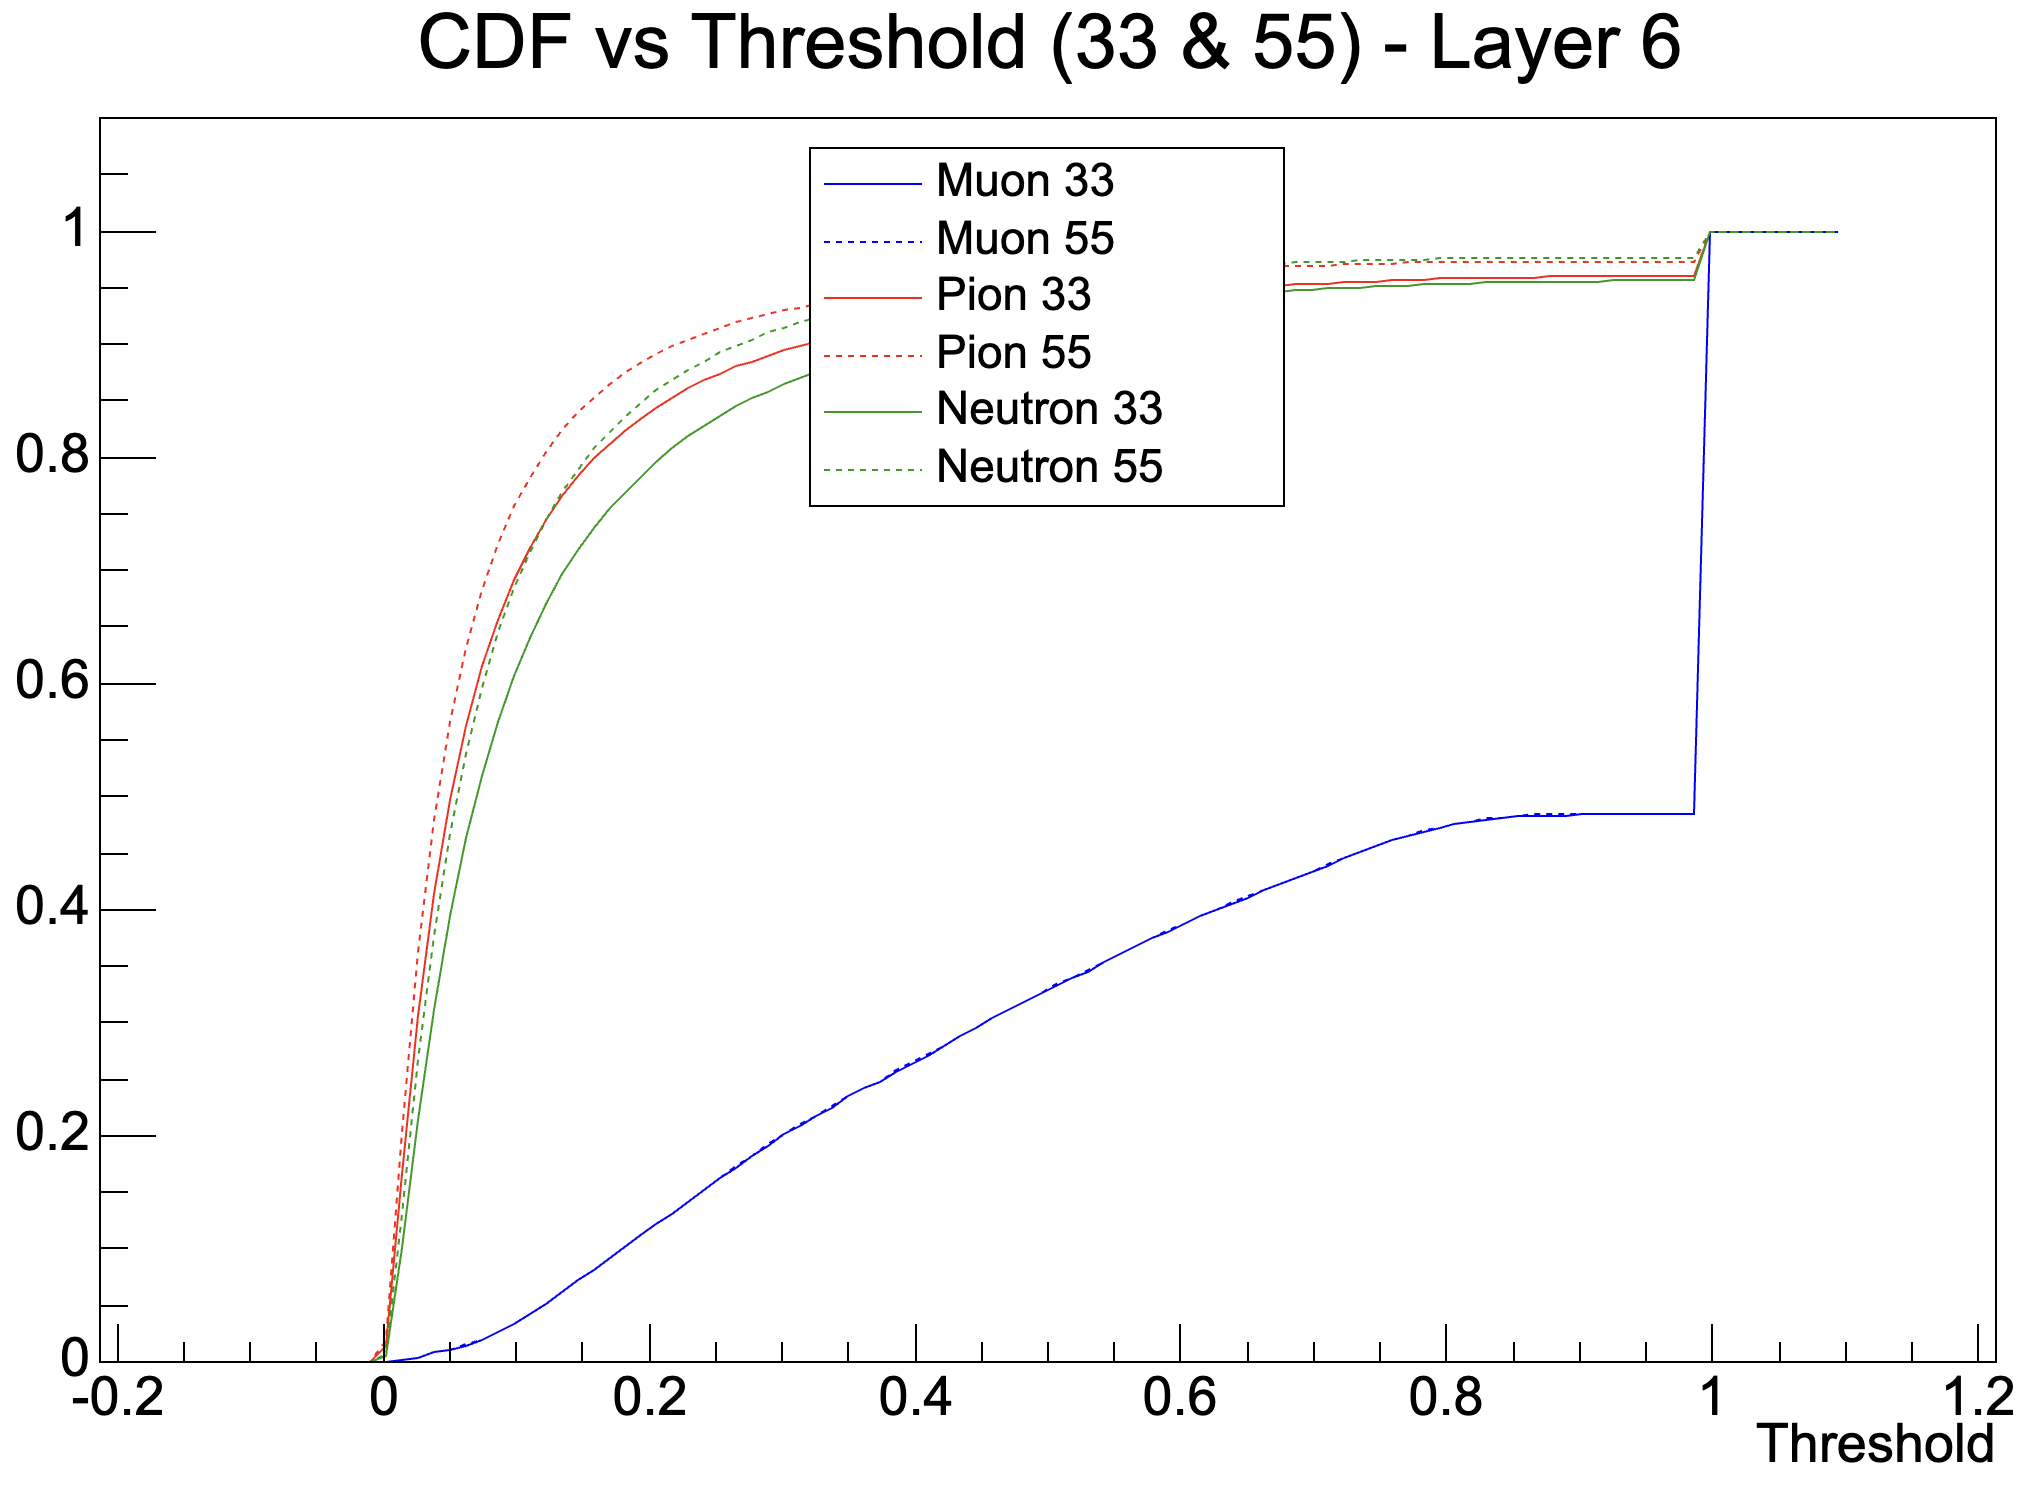 CDF vs Threshold (33 & 55) - Layer 6
Muon 33
Muon 55
Pion 33
Pion 55
Neutron 33
Neutron 55
1
0.8
0.6
0.4
0.2
0
-0.2 0 0.2 0.4 0.6 0.8 1 1.2
Threshold